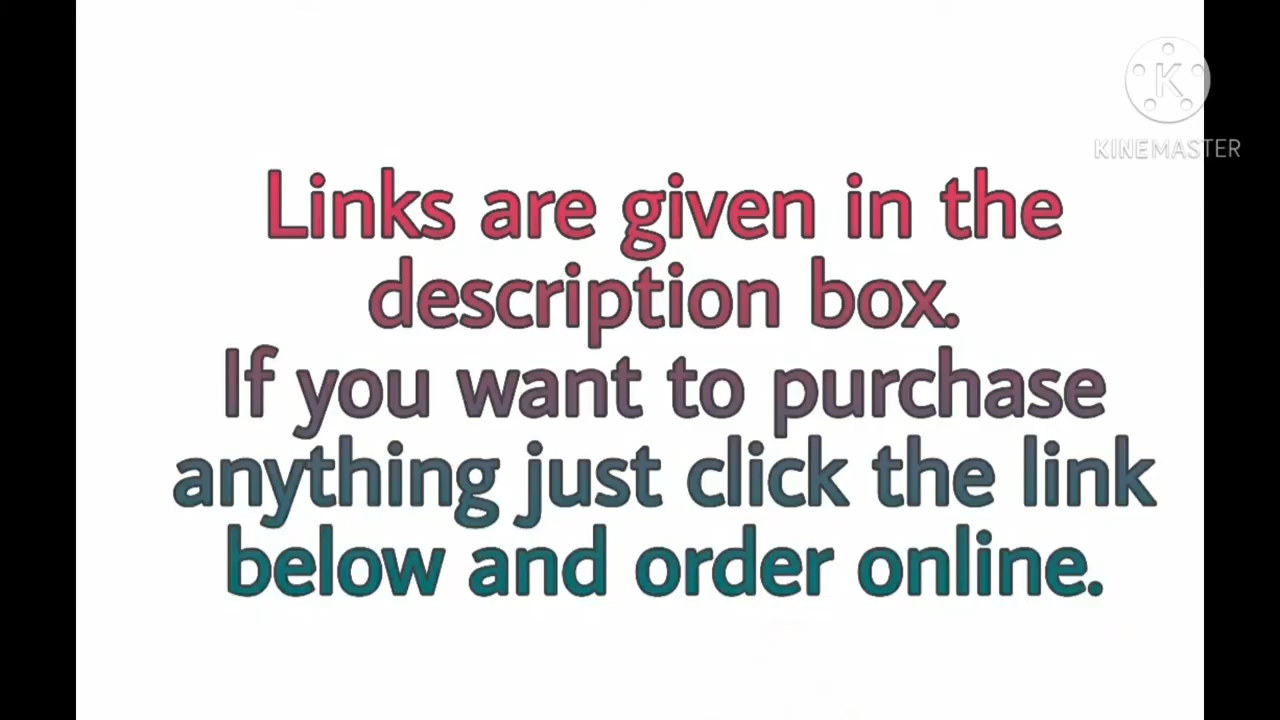 K
KINEMASTER
Links are given in the
description box.
If you want to purchase
anything just click the link
below and order online.